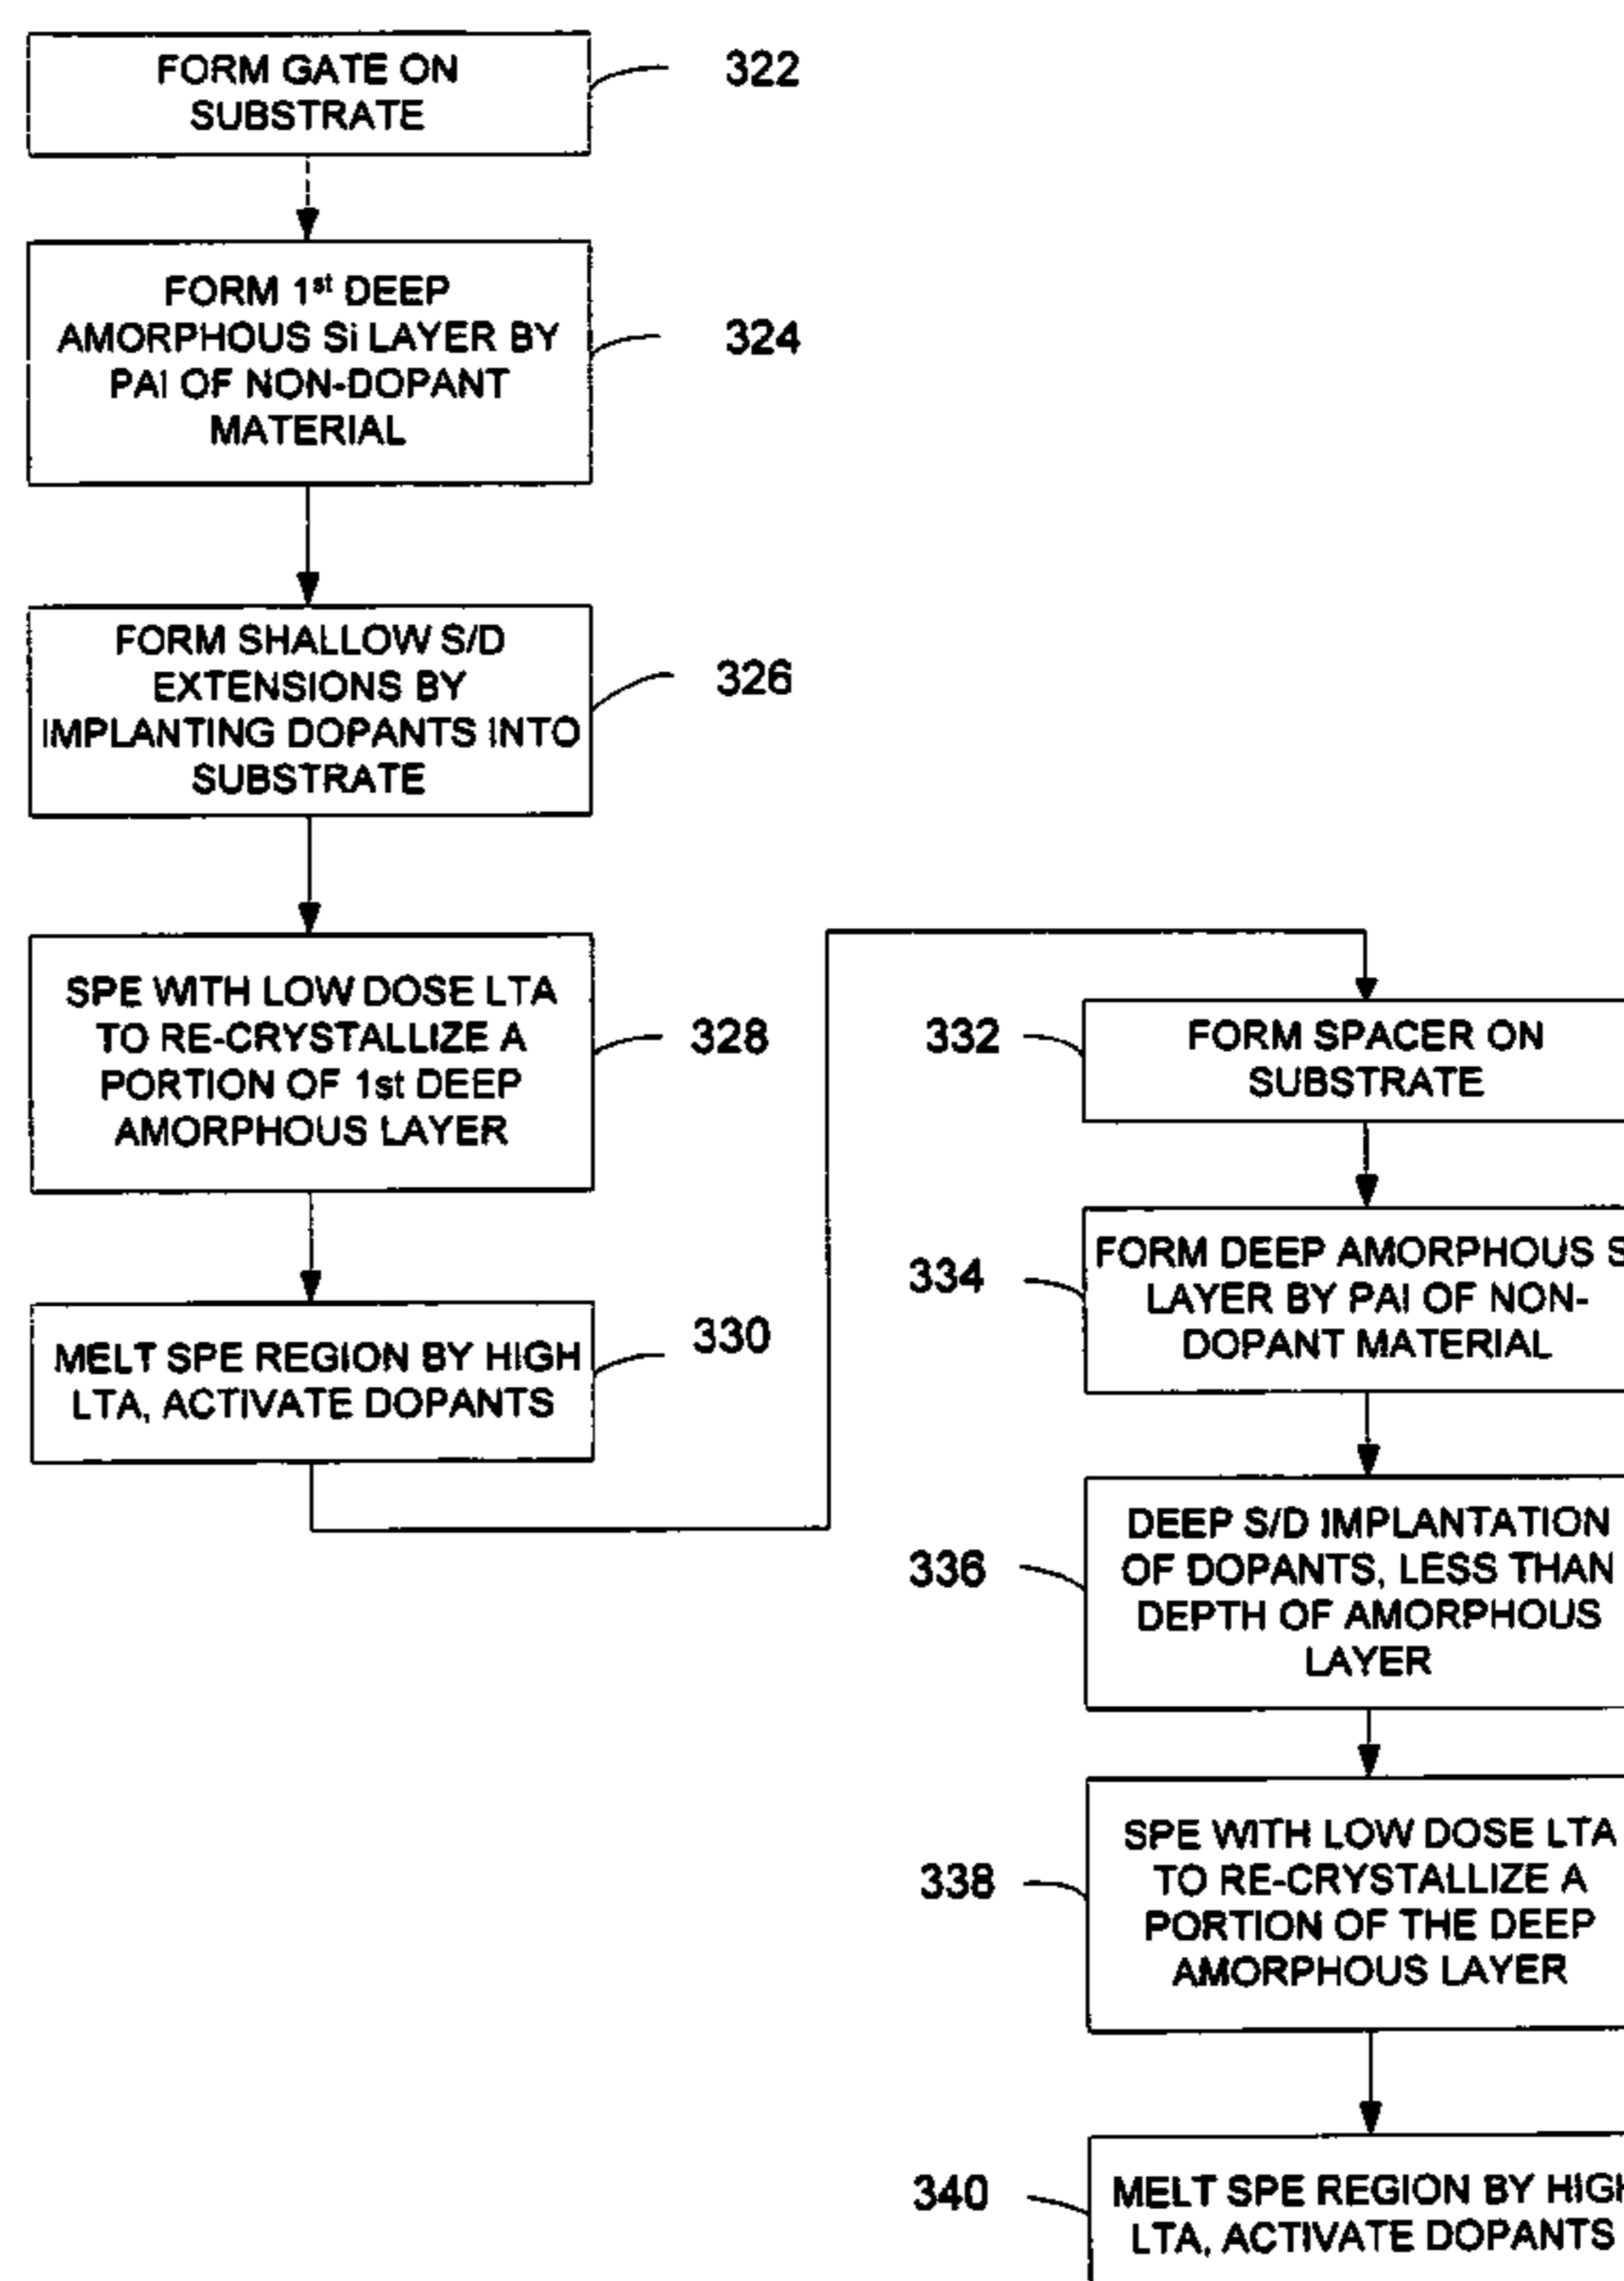 FORM GATE ON
SUBSTRATE
322
FORM 1st DEEP
AMORPHOUS Si LAYER BY
PAI OF NON-DOPANT
MATERIAL
324
FORM SHALLOW S/D
EXTENSIONS BY
IMPLANTING DOPANTS INTO
SUBSTRATE
326
SPE WITH LOW DOSE LTA
TO RE-CRYSTALLIZE A
PORTION OF 1st DEEP
AMORPHOUS LAYER
328
MELT SPE REGION BY HIGH
LTA, ACTIVATE DOPANTS
330
332
FORM SPACER ON
SUBSTRATE
334
FORM DEEP AMORPHOUS S
LAYER BY PAI OF NON-
DOPANT MATERIAL
336
DEEP S/D IMPLANTATION
OF DOPANTS, LESS THAN
DEPTH OF AMORPHOUS
LAYER
338
SPE WITH LOW DOSE LTA
TO RE-CRYSTALLIZE A
PORTION OF THE DEEP
AMORPHOUS LAYER
340
MELT SPE REGION BY HIGH
LTA, ACTIVATE DOPANTS